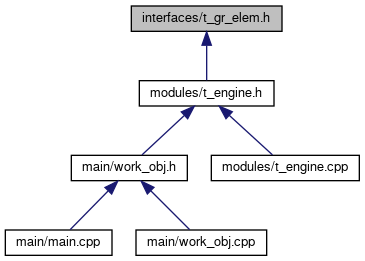 interfaces/t_gr_elem.h
modules/t_engine.h
main/work_obj.h
modules/t_engine.cpp
main/main.cpp
main/work_obj.cpp